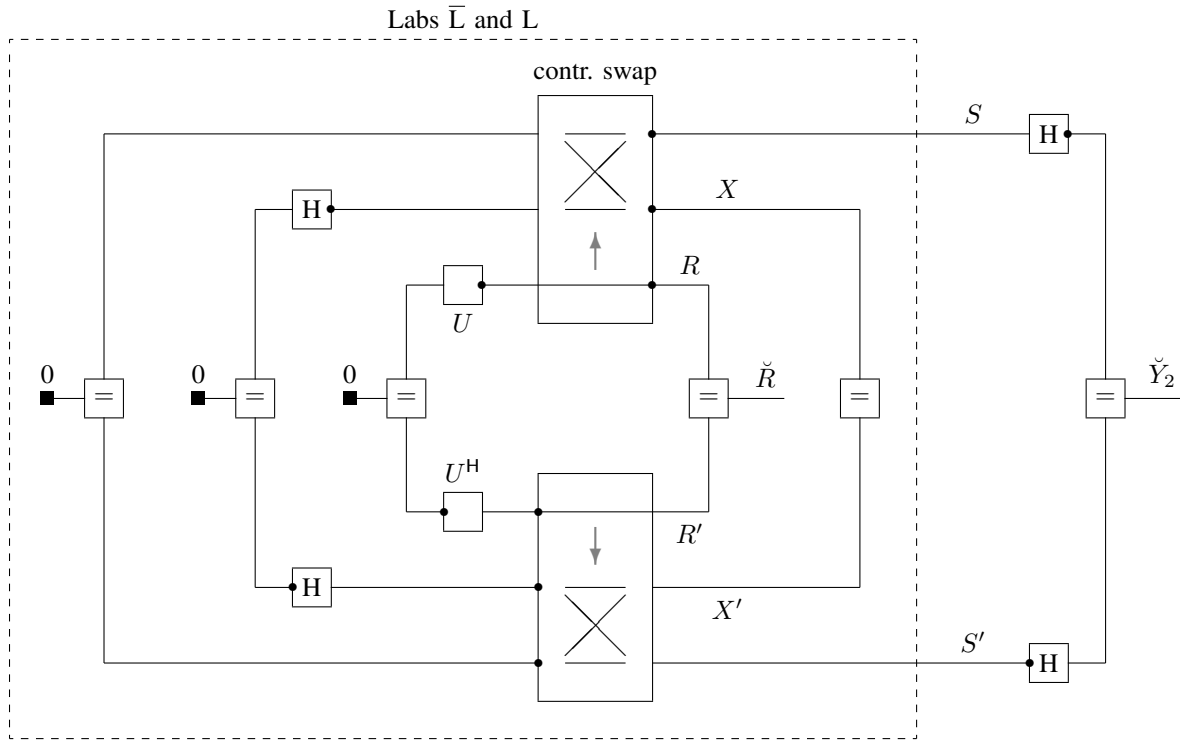 Labs L̅ and L
contr. swap
S
H
X
H
R
U
0
=
0
=
0
=
=
R̆
=
=
Y̆₂
Uᴴ
R′
H
X′
S′
H